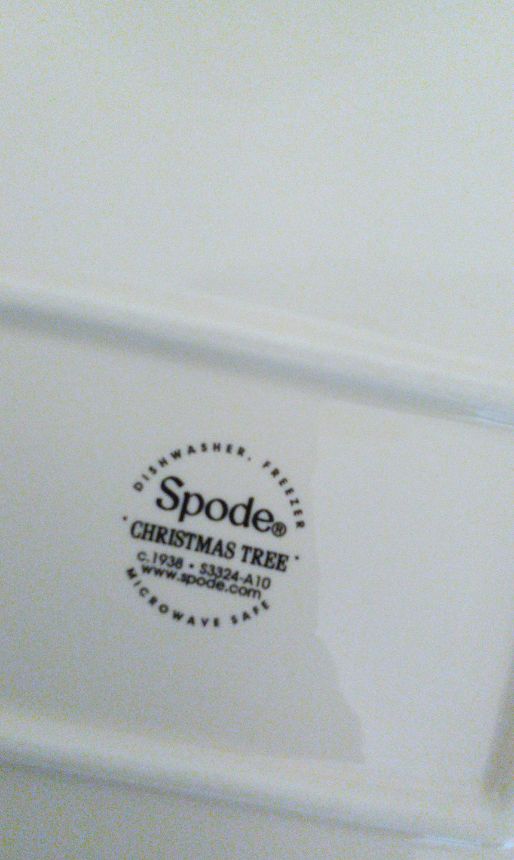 DISHWASHER, FREEZER
Spode®
· CHRISTMAS TREE ·
c.1938 • S3324-A10
www.spode.com
MICROWAVE SAFE